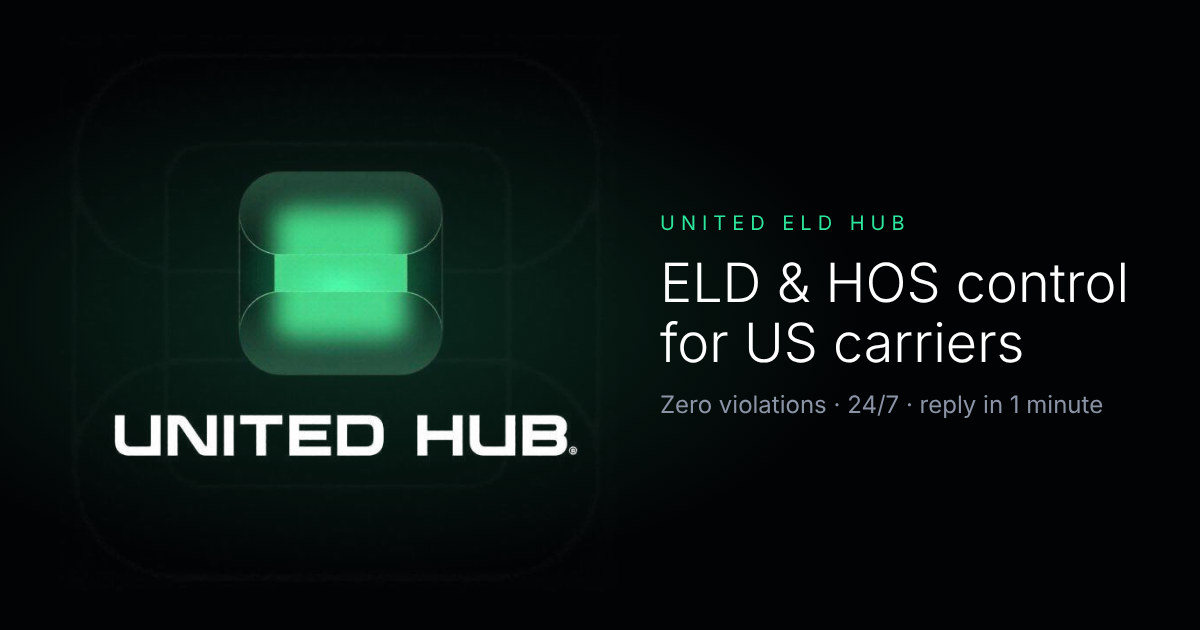 UNITED HUB®
UNITED ELD HUB
ELD & HOS control
for US carriers
Zero violations · 24/7 · reply in 1 minute